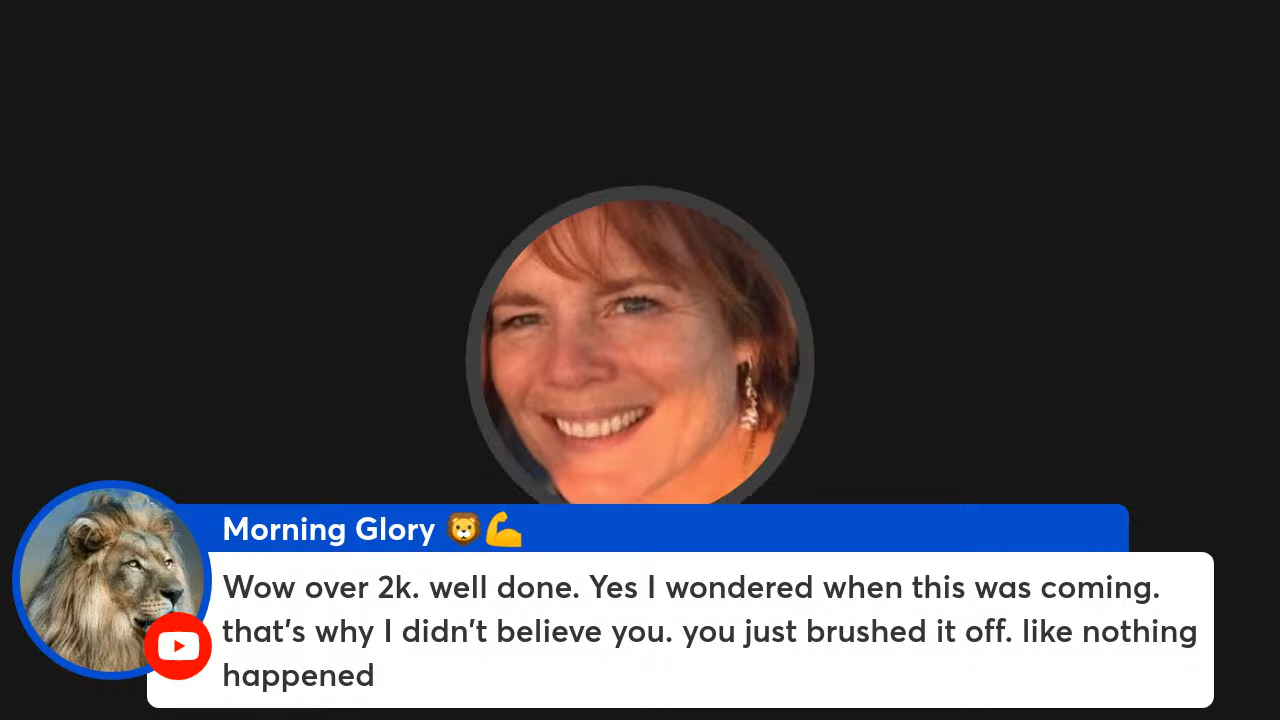 Morning Glory 🦁💪
Wow over 2k. well done. Yes I wondered when this was coming.
that's why I didn't believe you. you just brushed it off. like nothing
happened